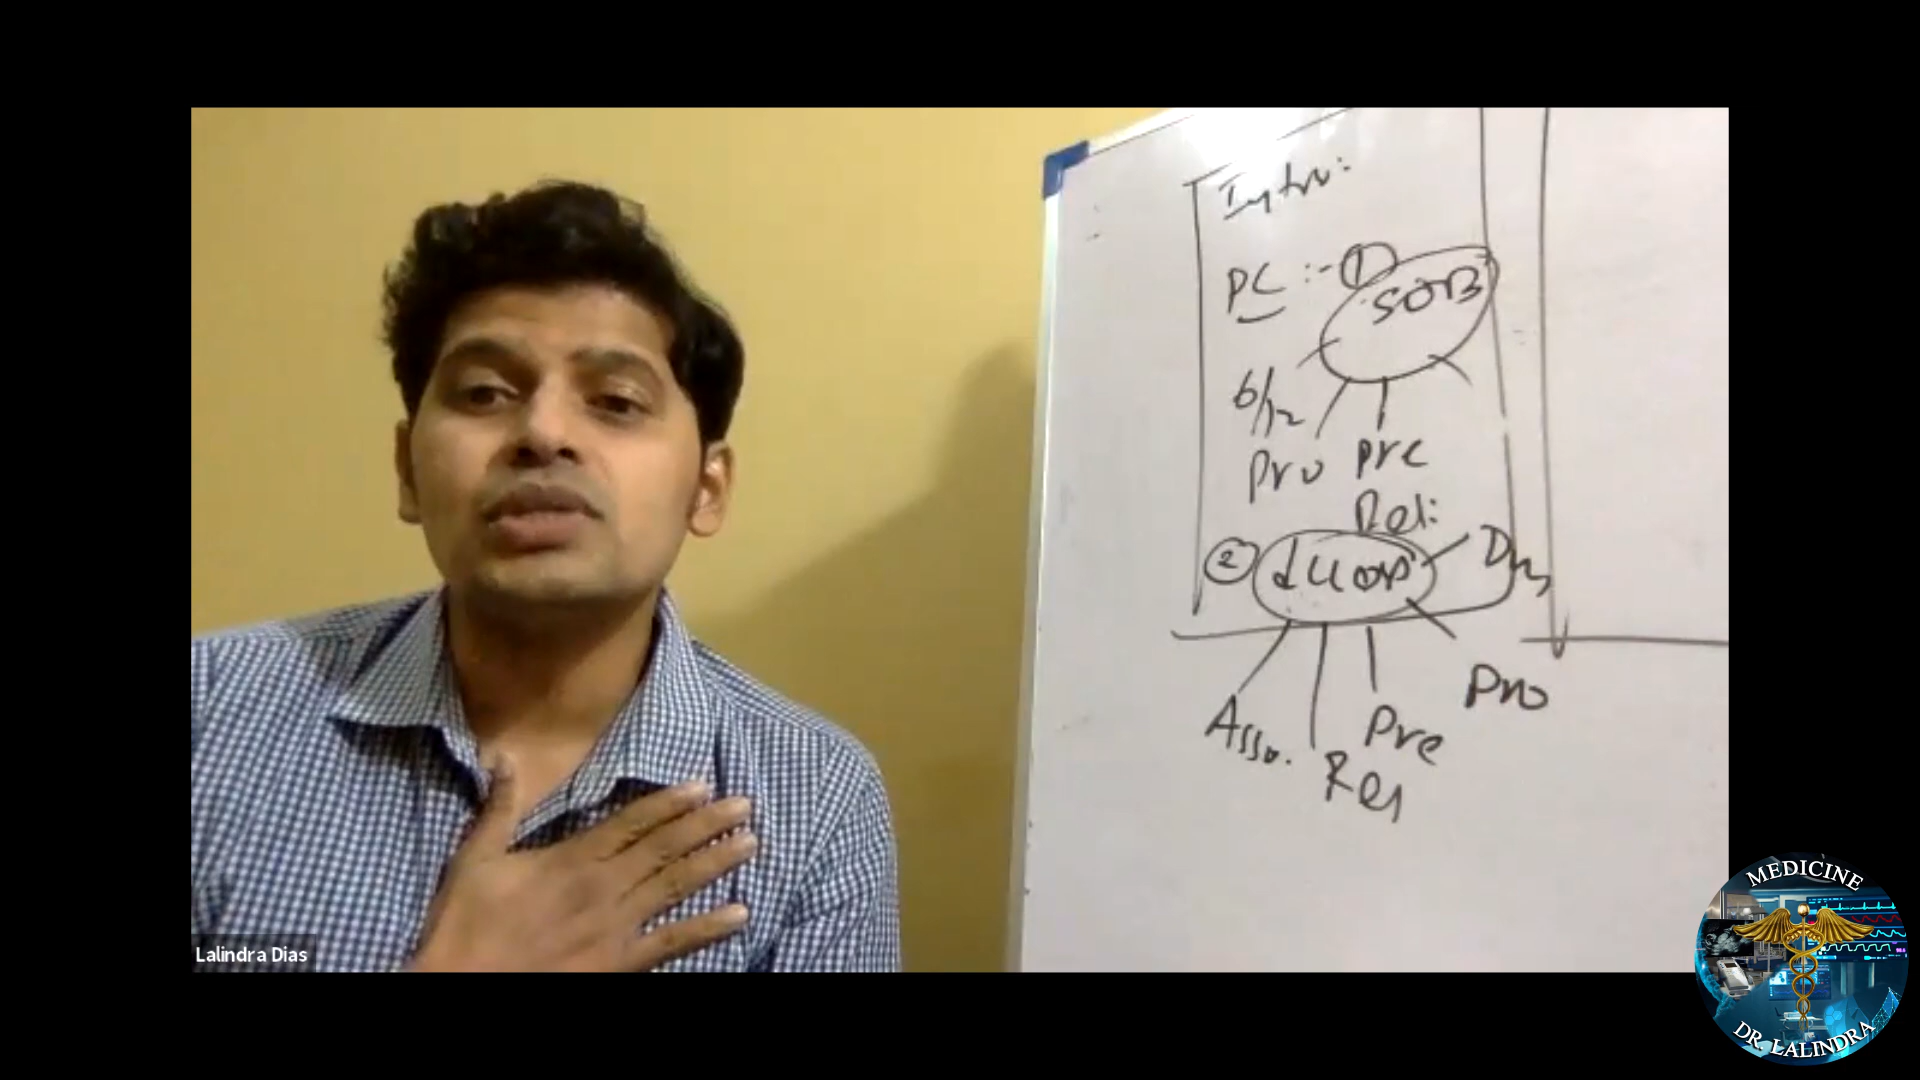 Intro:
PC :- ① SOB
6/12
Pro Pre
Rel:
②
Asso.
Rel
Pre
Pro
Lalindra Dias
MEDICINE
DR. LALINDRA